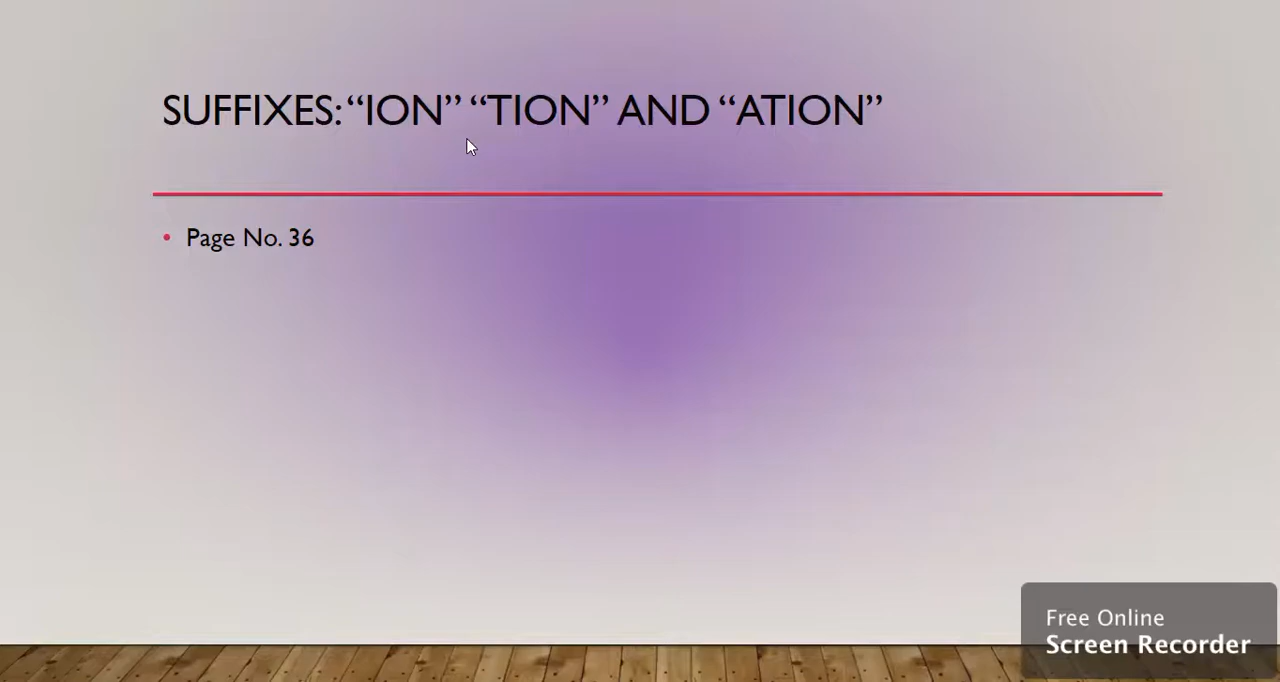 SUFFIXES: “ION” “TION” AND “ATION”
• Page No. 36
Free Online
Screen Recorder